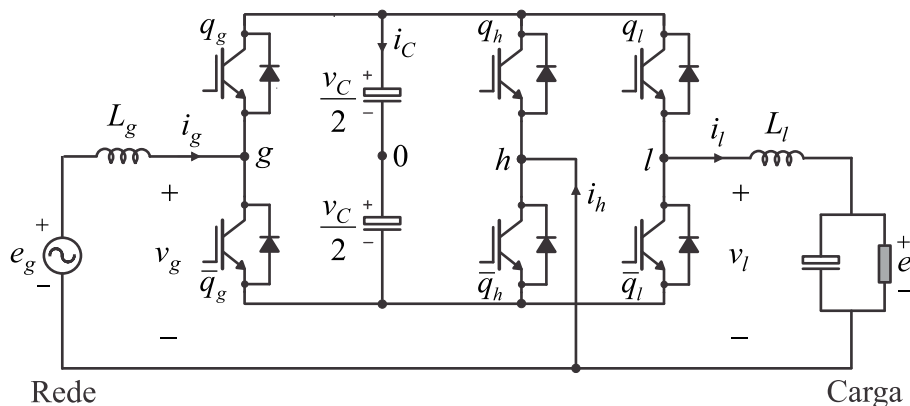 q_g
i_C
q_h
q_l
v_C/2
+
−
L_g
i_g
g
0
h
l
i_l
L_l
+
+
i_h
+
+
e_g
−
v_g
q̅_g
v_C/2
+
−
q̅_h
q̅_l
v_l
+
e
−
−
−
Rede
Carga